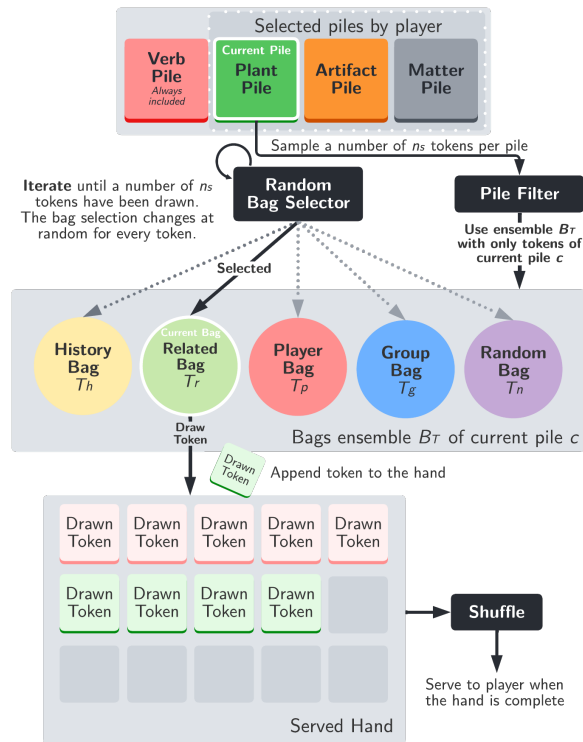 Selected piles by player
Verb
Pile
Always
included
Current Pile
Plant
Pile
Artifact
Pile
Matter
Pile
Sample a number of ns tokens per pile
Iterate until a number of ns
tokens have been drawn.
The bag selection changes at
random for every token.
Random
Bag Selector
Pile Filter
Use ensemble BT
with only tokens of
current pile c
Selected
History
Bag
Th
Current Bag
Related
Bag
Tr
Player
Bag
Tp
Group
Bag
Tg
Random
Bag
Tn
Draw
Token
Bags ensemble BT of current pile c
Drawn
Token
Append token to the hand
Drawn
Token
Drawn
Token
Drawn
Token
Drawn
Token
Drawn
Token
Drawn
Token
Drawn
Token
Drawn
Token
Drawn
Token
Shuffle
Serve to player when
the hand is complete
Served Hand